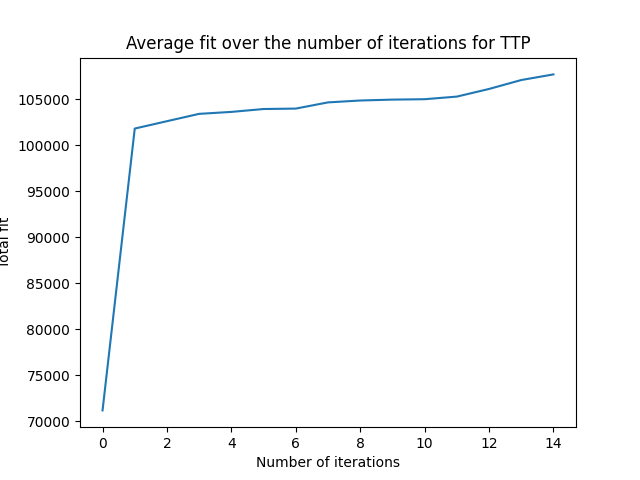 Average fit over the number of iterations for TTP
105000
100000
95000
90000
85000
80000
75000
70000
Total fit
0 2 4 6 8 10 12 14
Number of iterations